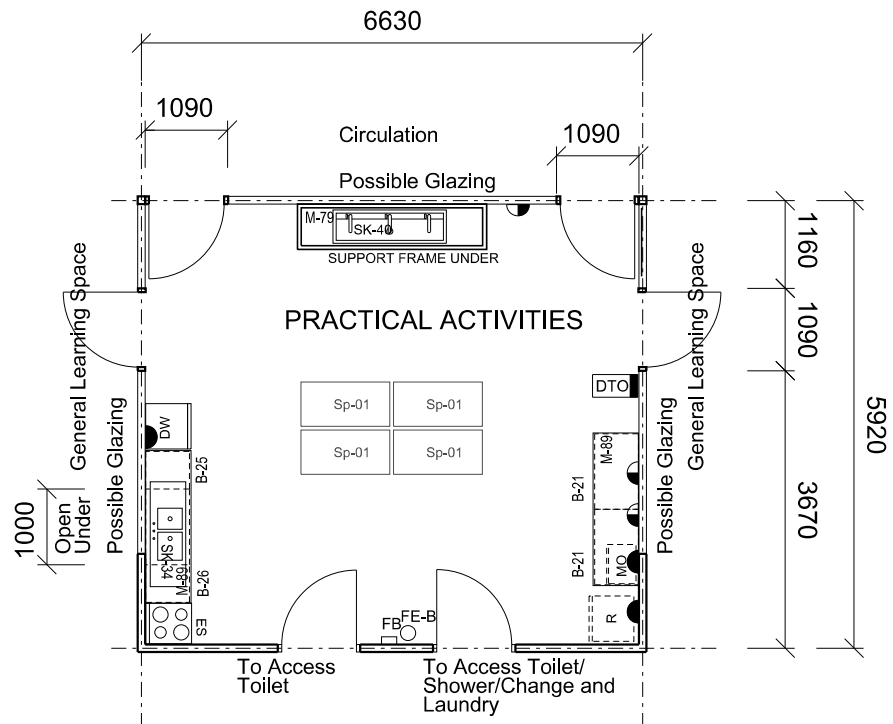 6630
1090
Circulation
1090
Possible Glazing
M-79
SK-40
SUPPORT FRAME UNDER
1160
General Learning Space
PRACTICAL ACTIVITIES
General Learning Space
1090
5920
DTO
Sp-01
Sp-01
DW
Sp-01
Sp-01
M-89
B-25
B-21
Possible Glazing
Possible Glazing
3670
1000
Open
Under
SK-34
M-89
B-26
B-21
MO
ES
R
FB
FE-B
To Access
Toilet
To Access Toilet/
Shower/Change and
Laundry